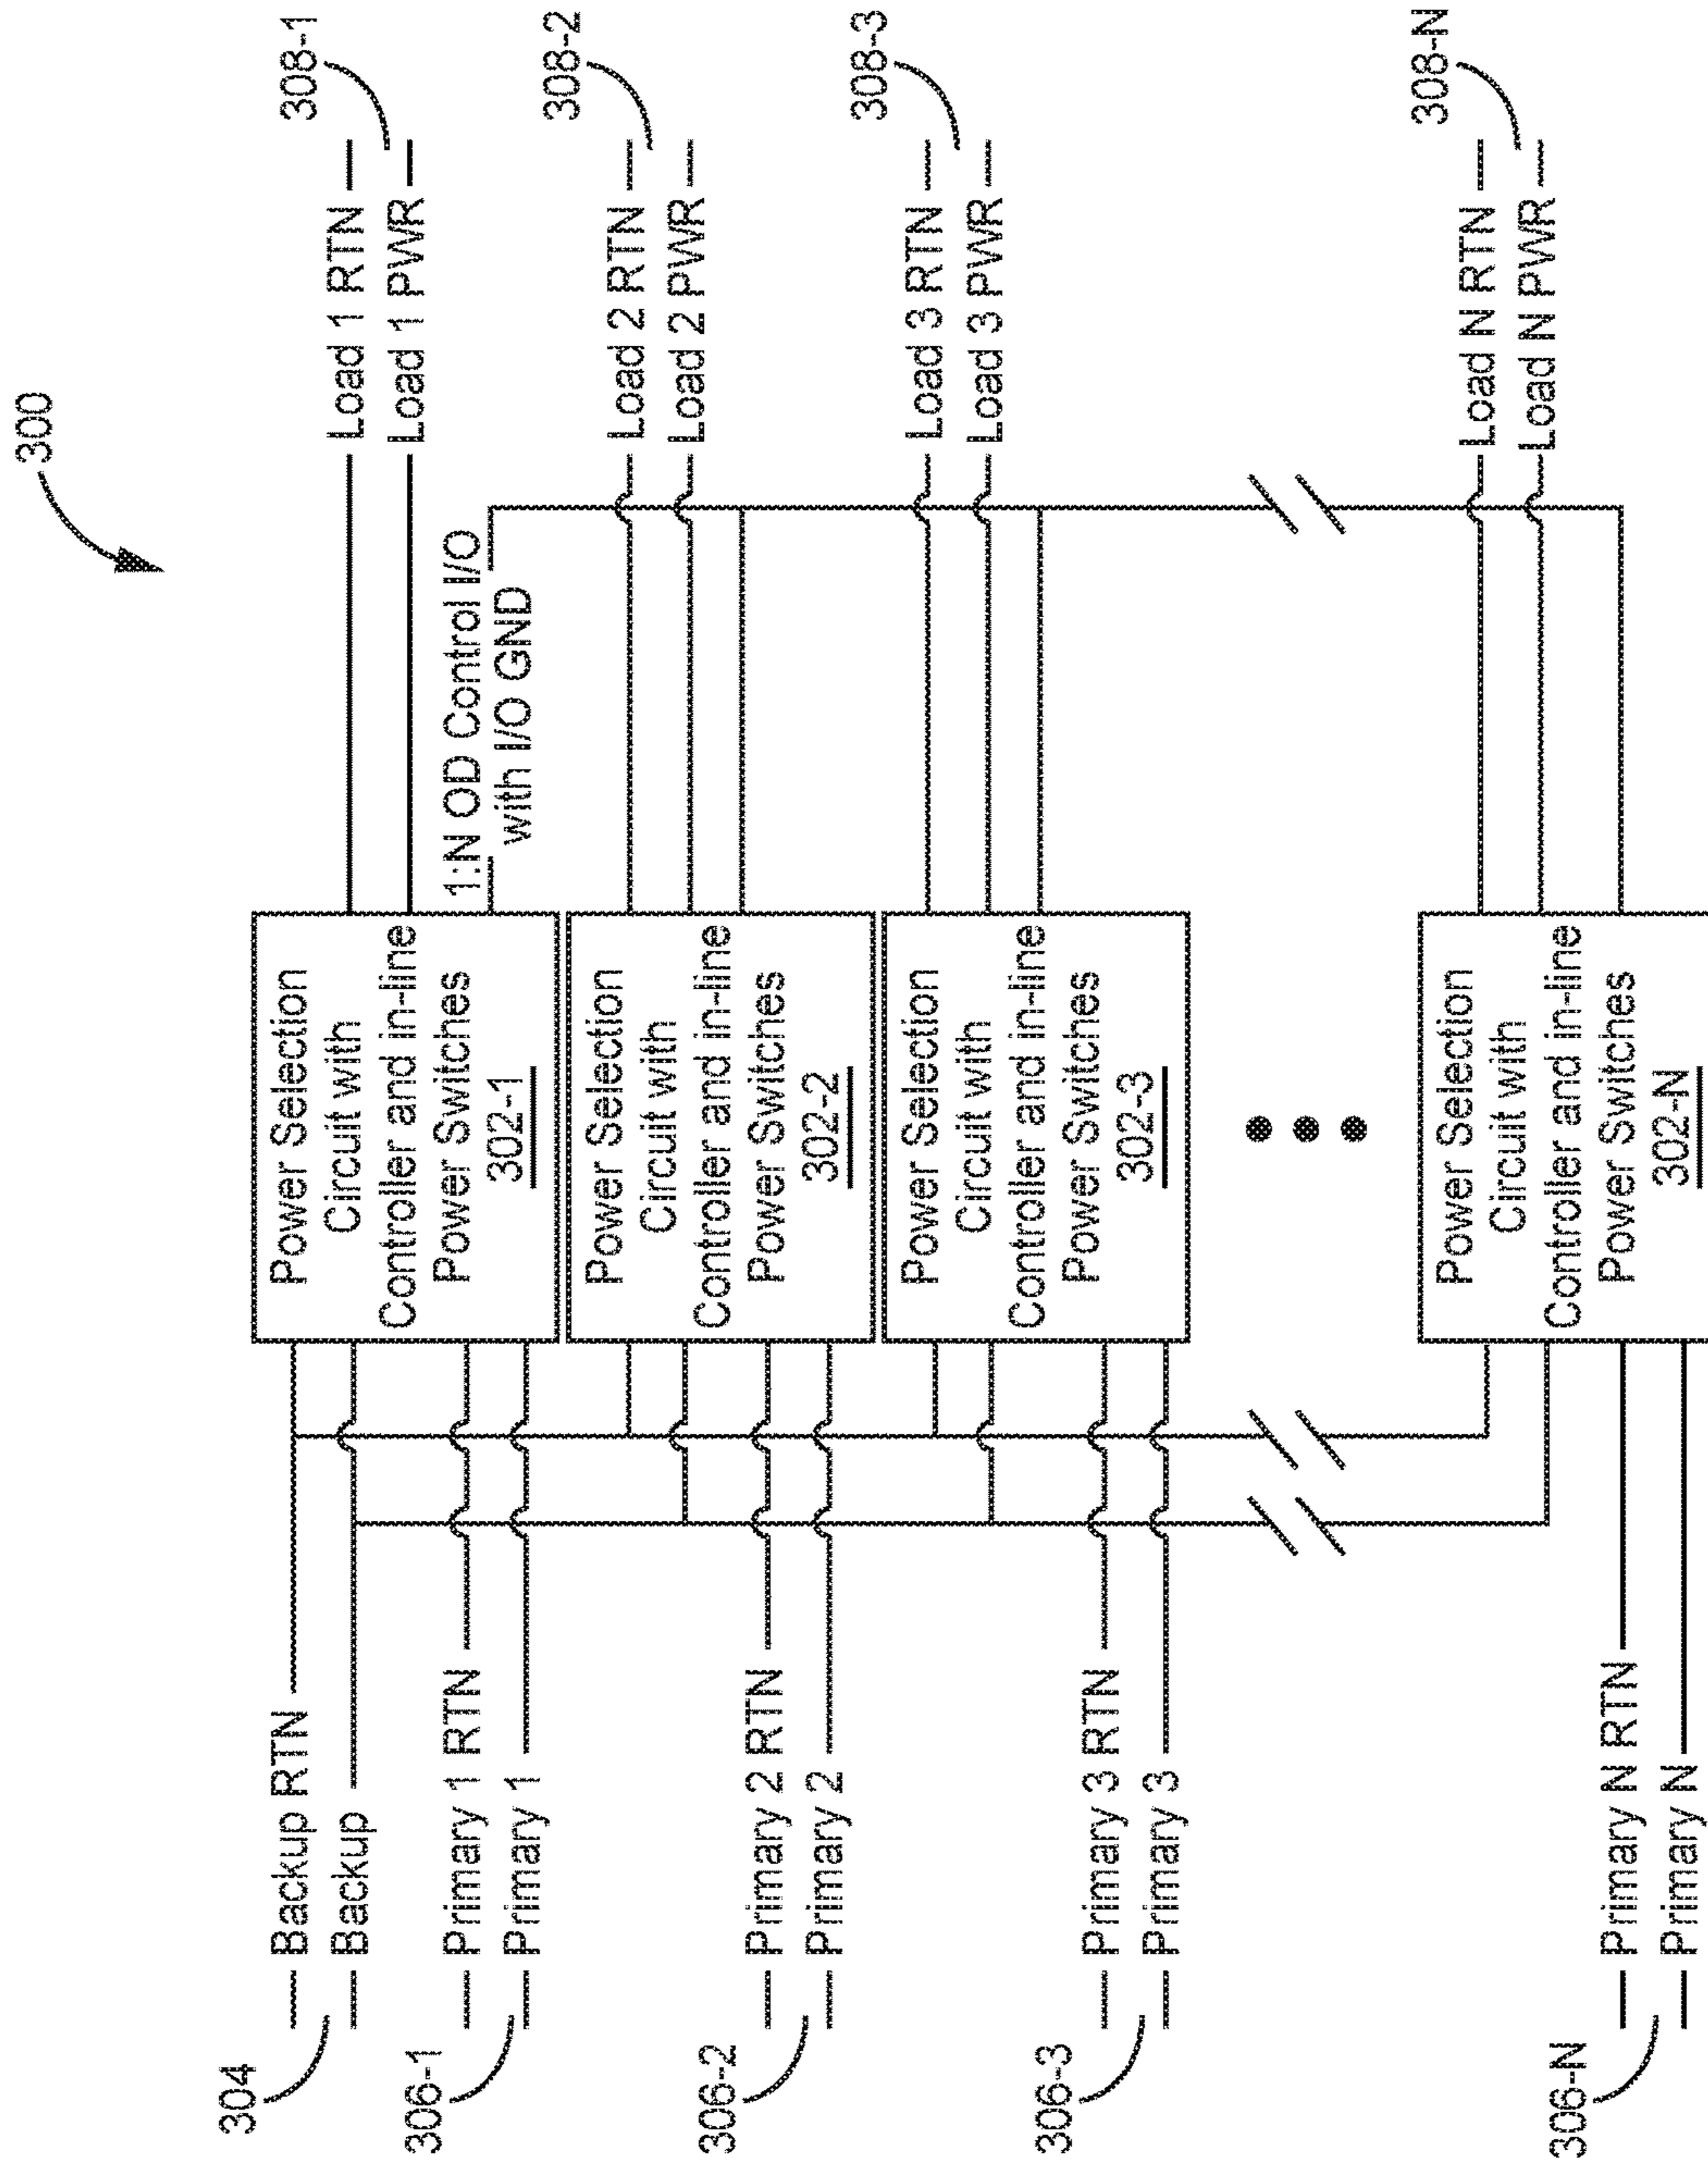 300
304
Backup RTN
Backup
306-1
Primary 1 RTN
Primary 1
306-2
Primary 2 RTN
Primary 2
306-3
Primary 3 RTN
Primary 3
306-N
Primary N RTN
Primary N
Power Selection
Circuit with
Controller and in-line
Power Switches
302-1
Power Selection
Circuit with
Controller and in-line
Power Switches
302-2
Power Selection
Circuit with
Controller and in-line
Power Switches
302-3
Power Selection
Circuit with
Controller and in-line
Power Switches
302-N
308-1
Load 1 RTN
Load 1 PWR
1:N OD Control I/O
with I/O GND
308-2
Load 2 RTN
Load 2 PWR
308-3
Load 3 RTN
Load 3 PWR
308-N
Load N RTN
Load N PWR